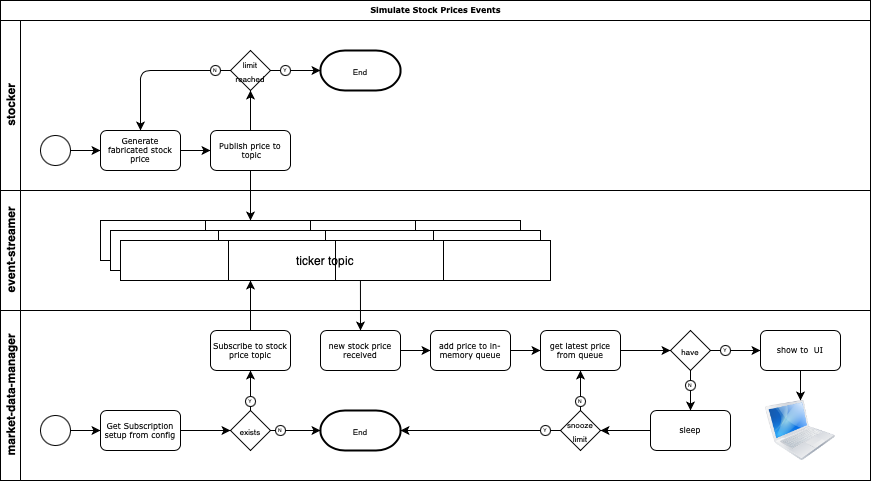 Simulate Stock Prices Events
stocker
limit
reached
N
Y
End
Generate
fabricated stock
price
Publish price to
topic
event-streamer
ticker topic
market-data-manager
Subscribe to stock
price topic
new stock price
received
add price to in-
memory queue
get latest price
from queue
have
Y
show to UI
N
Y
N
Get Subscription
setup from config
exists
N
End
Y
snooze
limit
sleep